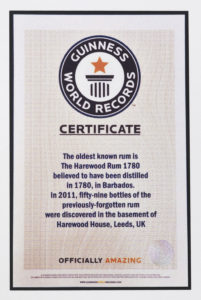 GUINNESS
WORLD RECORDS
CERTIFICATE
The oldest known rum is
The Harewood Rum 1780
believed to have been distilled
in 1780, in Barbados.
In 2011, fifty-nine bottles of the
previously-forgotten rum
were discovered in the basement of
Harewood House, Leeds, UK
OFFICIALLY AMAZING